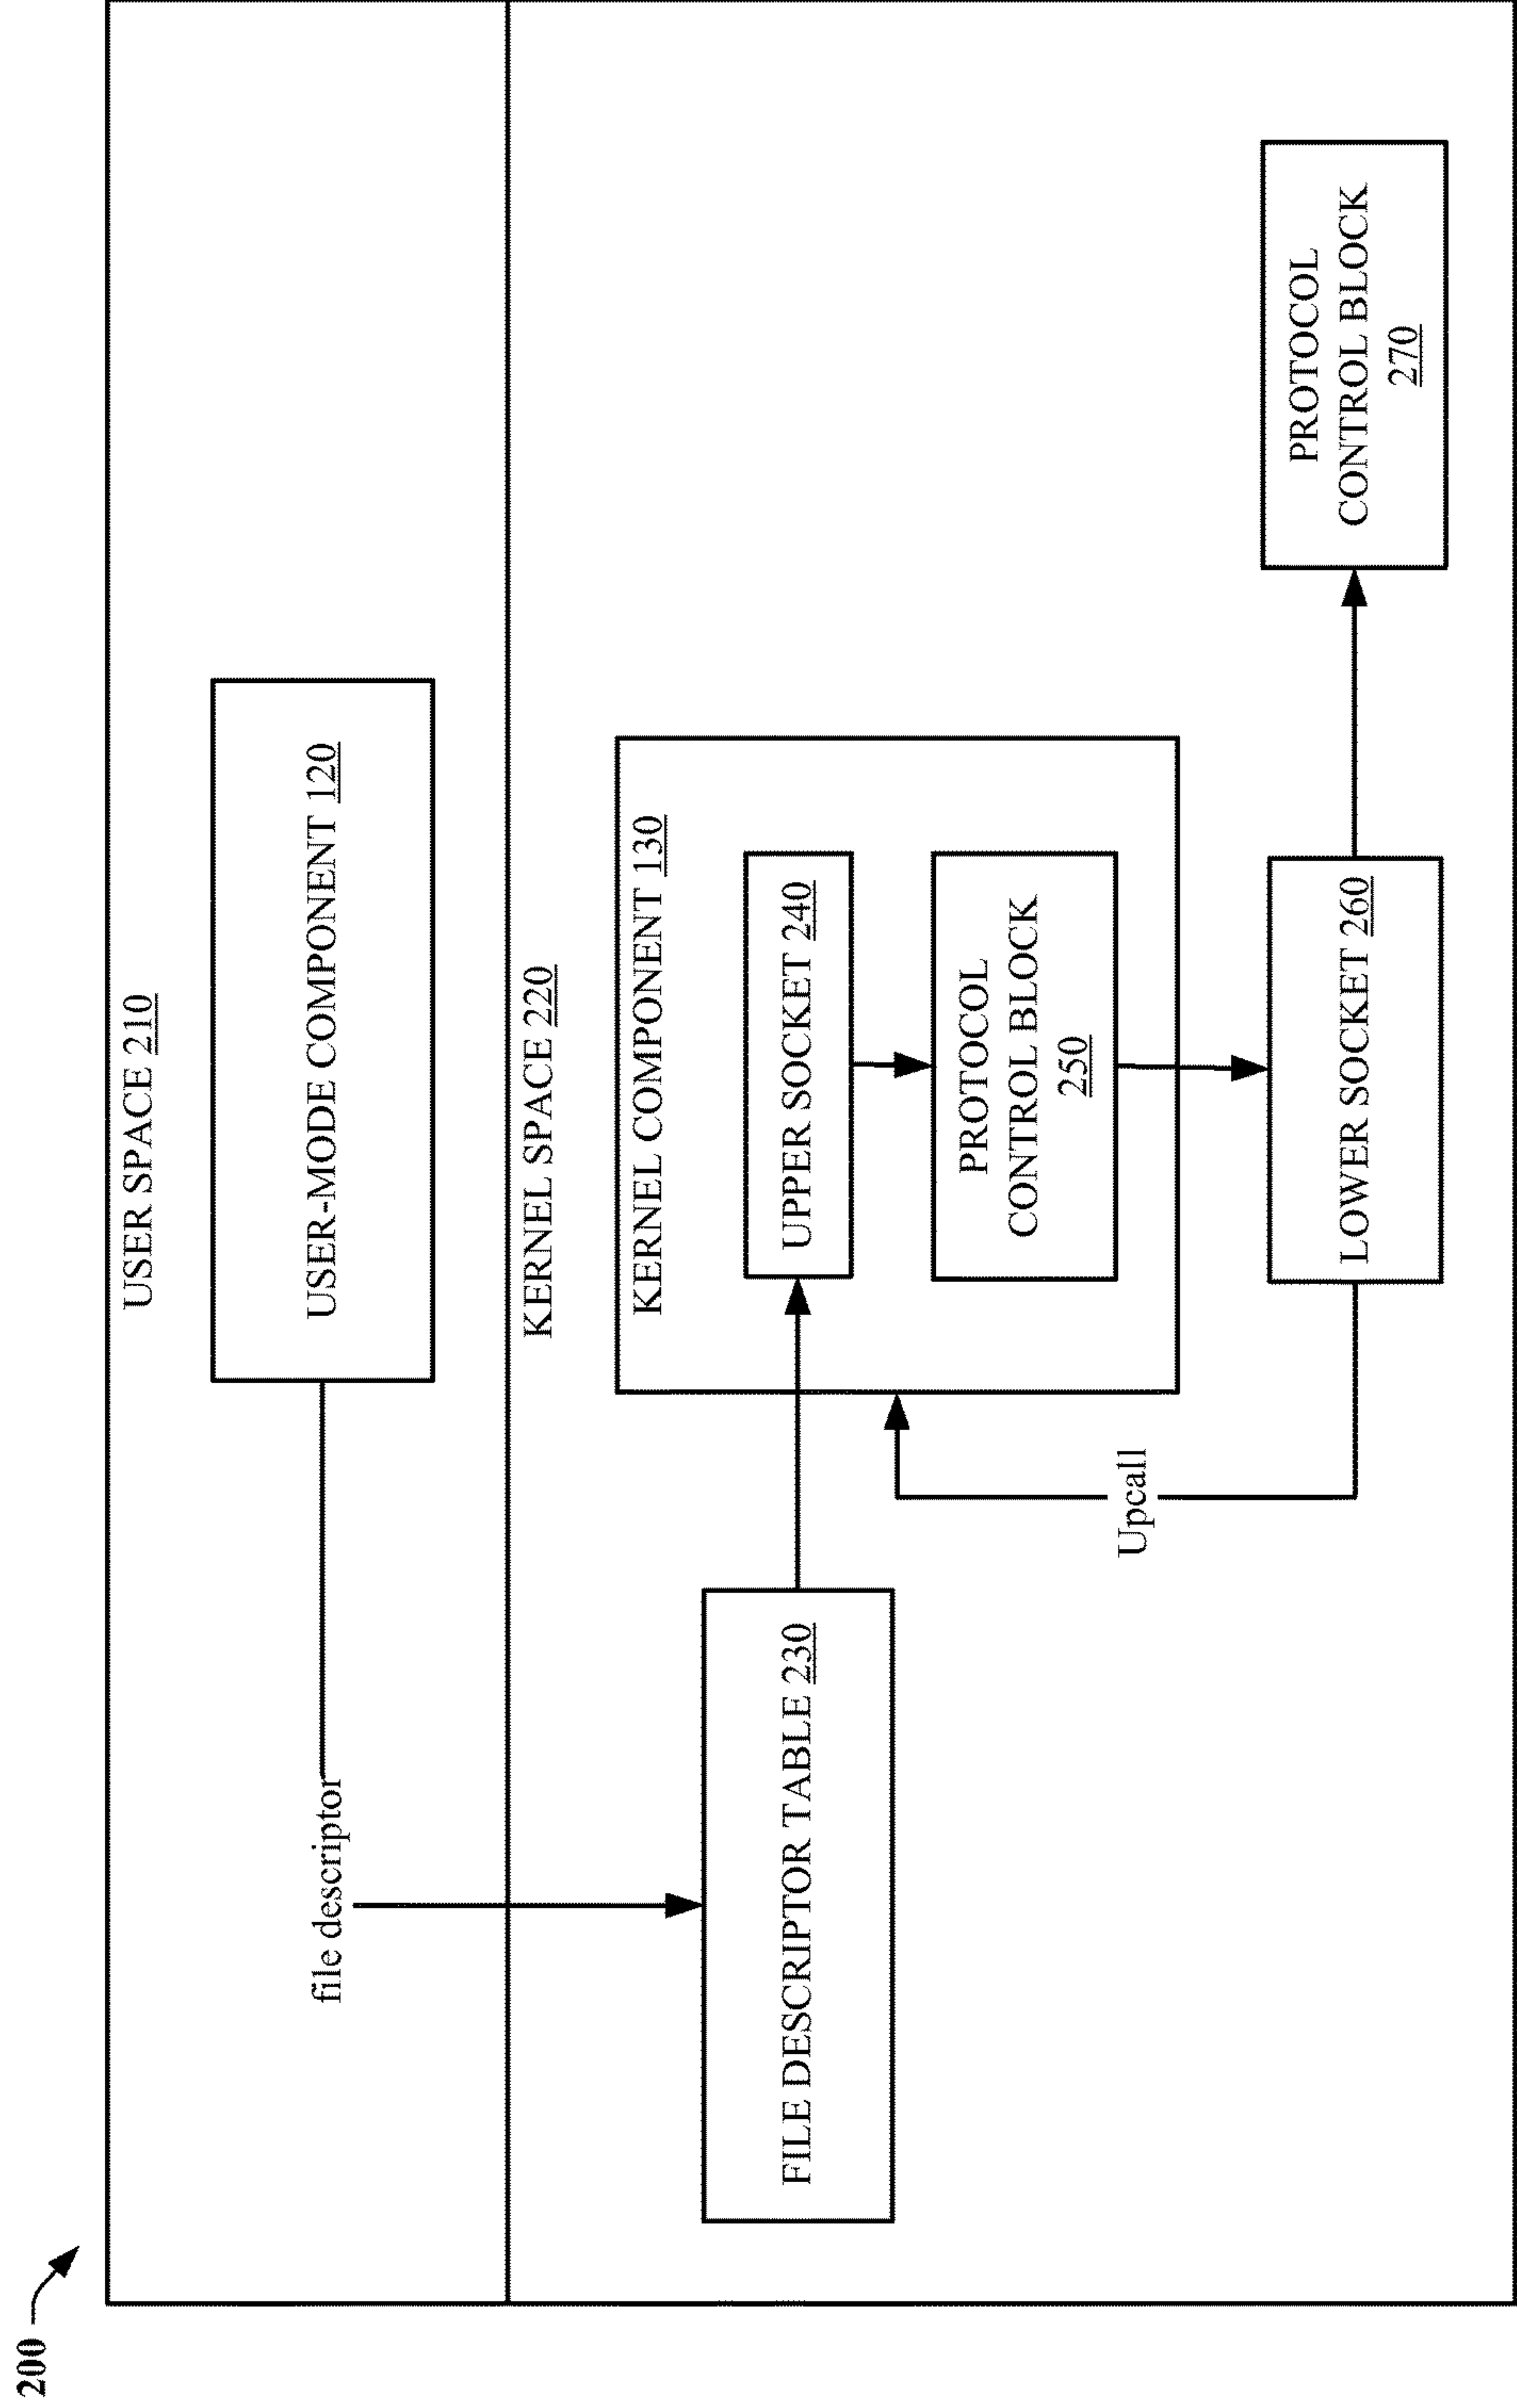 200
USER SPACE 210
USER-MODE COMPONENT 120
file descriptor
KERNEL SPACE 220
FILE DESCRIPTOR TABLE 230
KERNEL COMPONENT 130
UPPER SOCKET 240
PROTOCOL
CONTROL BLOCK
250
Upcall
LOWER SOCKET 260
PROTOCOL
CONTROL BLOCK
270